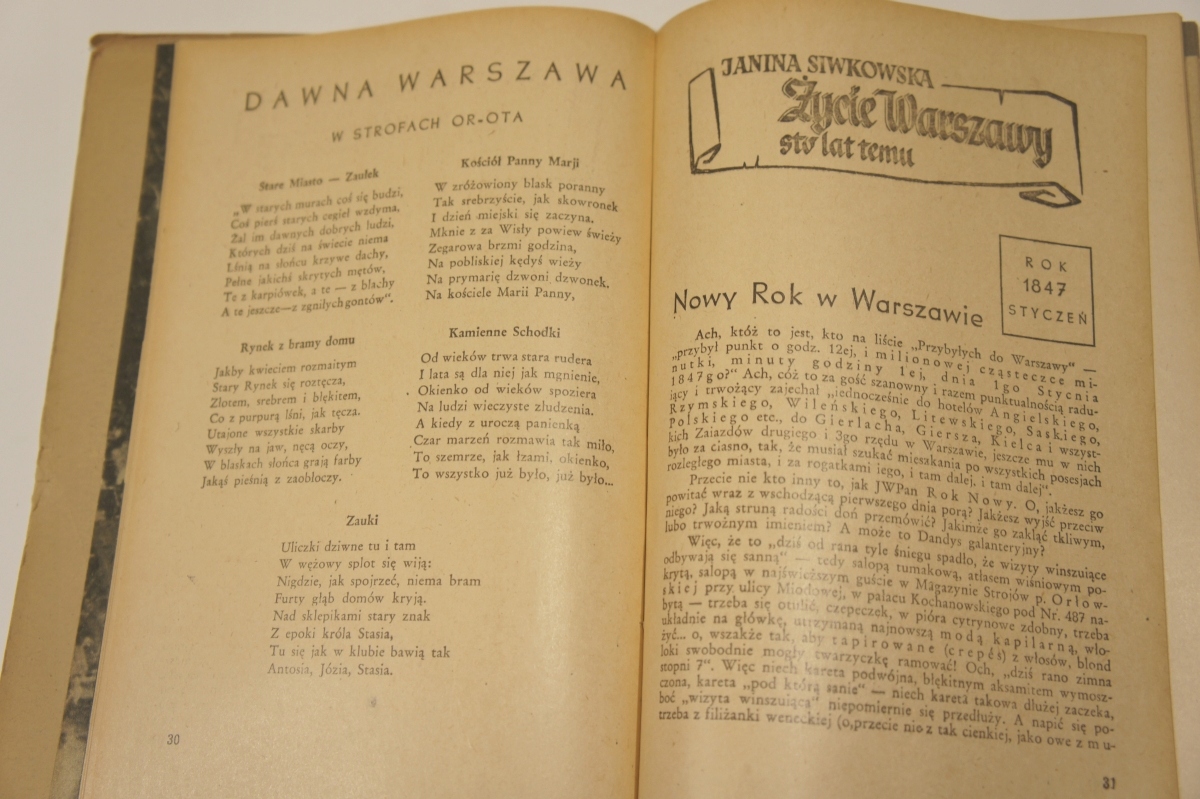 DAWNA WARSZAWA
W STROFACH OR-OTA
Stare Miasto — Zaułek
„W starych murach coś się budzi,
Coś pierś starych cegieł wzdyma.
Żal im dawnych dobrych ludzi,
Których dziś na świecie niema
Lśnią na słońcu krzywe dachy,
Pełne jakichś skrytych mętów,
Te z karpiówek, a te — z blachy
A te jeszcze—z zgniłych gontów".
Rynek z bramy domu
Jakby kwieciem rozmaitym
Stary Rynek się roztęcza,
Złotem, srebrem i błękitem,
Co z purpurą lśni, jak tęcza.
Utajone wszystkie skarby
Wyszły na jaw, nęcą oczy,
W blaskach słońca grają farby
Jakąś pieśnią z zaobłoczy.
Kościół Panny Marji
W zróżowiony blask poranny
Tak srebrzyście, jak skowronek
I dzień miejski się zaczyna.
Mknie z za Wisły powiew świeży
Zegarowa brzmi godzina,
Na pobliskiej kędyś wieży
Na prymarię dzwoni dzwonek.
Na kościele Marii Panny,
Kamienne Schodki
Od wieków trwa stara rudera
I lata są dla niej jak mgnienie,
Okienko od wieków spoziera
Na ludzi wieczyste złudzenia.
A kiedy z uroczą panienką
Czar marzeń rozmawia tak miło,
To szemrze, jak łzami, okienko,
To wszystko już było, już było...
Zauki
Uliczki dziwne tu i tam
W wężowy splot się wiją:
Nigdzie, jak spojrzeć, niema bram
Furty głąb domów kryją.
Nad sklepikami stary znak
Z epoki króla Stasia,
Tu się jak w klubie bawią tak
Antosia, Józia, Stasia.
30
JANINA SIWKOWSKA
Życie Warszawy
sto lat temu
ROK
1847
STYCZEŃ
Nowy Rok w Warszawie
Ach, któż to jest, kto na liście „Przybyłych do Warszawy" —
„przybył punkt o godz. 12ej, i milionowej cząsteczce mi-
nutki, minuty godziny 1ej, dnia 1go Stycnia
1847go?" Ach, cóż to za gość szanowny i razem punktualnością radu-
jący i trwożący zajechał „jednocześnie do hotelów Angielskiego,
Rzymskiego, Wileńskiego, Litewskiego, Saskiego,
Polskiego etc., do Gierlacha, Giersza, Kielca i wszyst-
kich Zaiazdów drugiego i 3go rzędu w Warszawie, jeszcze mu w nich
było za ciasno, tak, że musiał szukać mieszkania po wszystkich posesjach
rozległego miasta, i za rogatkami jego, i tam dalej, i tam dalej".
Przecie nie kto inny to, jak JWPan Rok Nowy. O, jakżesz go
powitać wraz z wschodzącą pierwszego dnia porą? Jakżesz wyjść przeciw
niego? Jaką struną radości doń przemówić? Jakimże go zakląć tkliwym,
lubo trwożnym imieniem? A może to Dandys galanteryjny?
Więc, że to „dziś od rana tyle śniegu spadło, że wizyty winszujące
odbywają się sanną" — tedy salopą tumakową, atłasem wiśniowym po-
krytą, salopą w najświeższym guście w Magazynie Strojów p. Orłow-
skiej przy ulicy Miodowej, w pałacu Kochanowskiego pod Nr. 487 na-
bytą — trzeba się otulić, czepeczek, w pióra cytrynowe zdobny, trzeba
układnie na główkę, utrzymaną najnowszą modą kapilarną, wło-
żyć... o, wszakże tak, aby tapirowane (crepés) z włosów, blond
loki swobodnie mogły twarzyczkę ramować! Och, „dziś rano zimna
stopni 7". Więc niech kareta podwójna, błękitnym aksamitem wymosz-
czona, kareta „pod którą sanie" — niech kareta takowa dłużej zaczeka,
boć „wizyta winszująca" niepomiernie się przedłuży. A napić się po-
trzeba z filiżanki weneckiej (o,przecie nio z tak cienkiej, jako owe z mu-
31